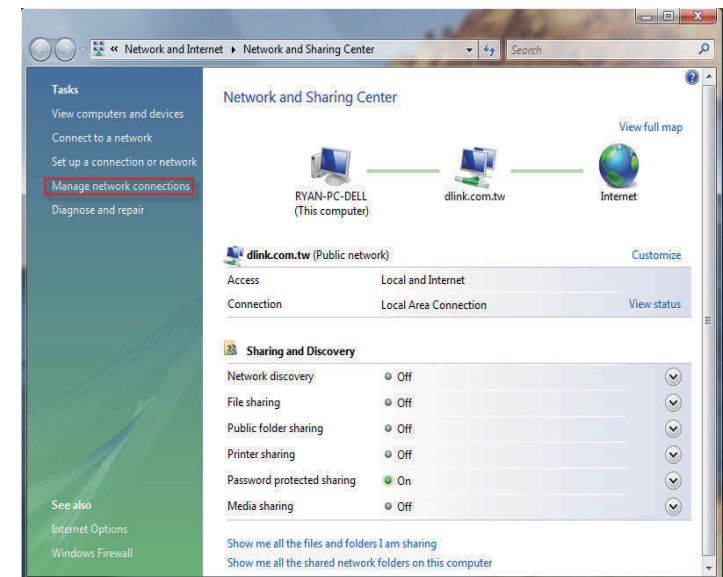 « Network and Internet ▸ Network and Sharing Center
Search
Tasks
View computers and devices
Connect to a network
Set up a connection or network
Manage network connections
Diagnose and repair
See also
Internet Options
Windows Firewall
Network and Sharing Center
View full map
RYAN-PC-DELL
(This computer)
dlink.com.tw
Internet
dlink.com.tw (Public network)
Customize
Access Local and Internet
Connection Local Area Connection View status
Sharing and Discovery
Network discovery Off
File sharing Off
Public folder sharing Off
Printer sharing Off
Password protected sharing On
Media sharing Off
Show me all the files and folders I am sharing
Show me all the shared network folders on this computer